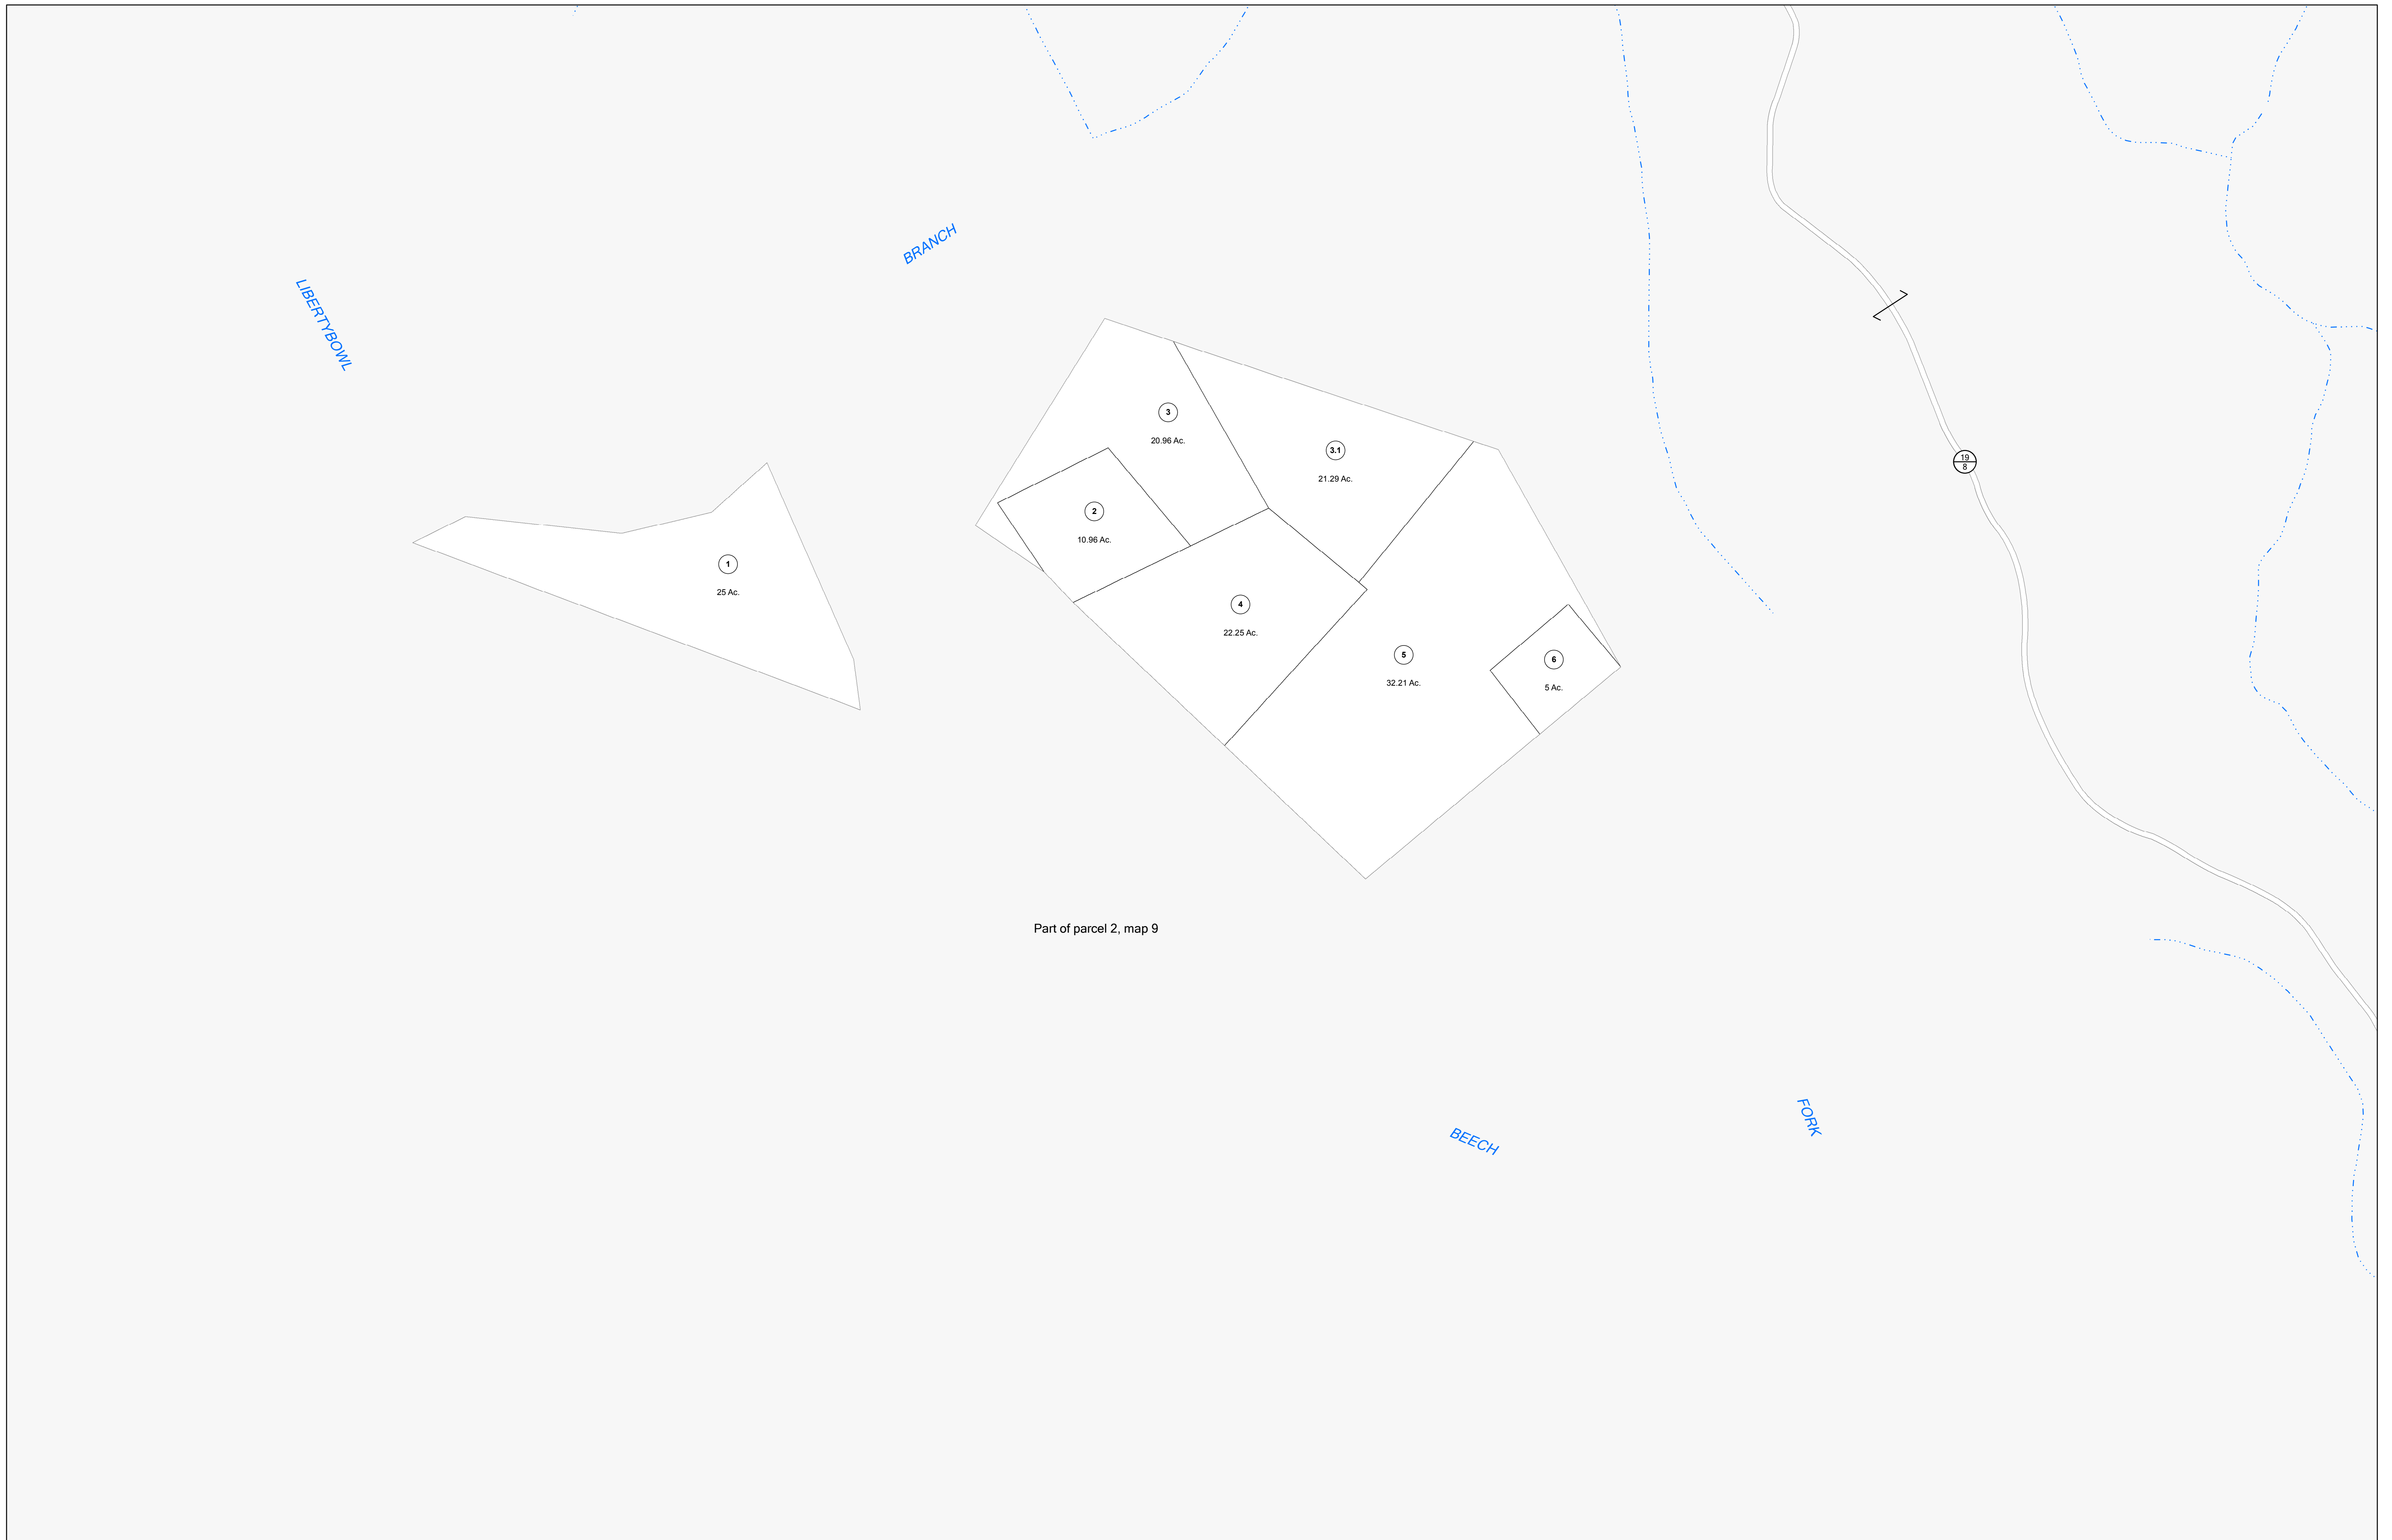 BRANCH
LIBERTYBOWL
3
20.96 Ac.
3.1
21.29 Ac.
19
8
2
10.96 Ac.
1
25 Ac.
4
22.25 Ac.
5
32.21 Ac.
6
5 Ac.
Part of parcel 2, map 9
BEECH
FORK